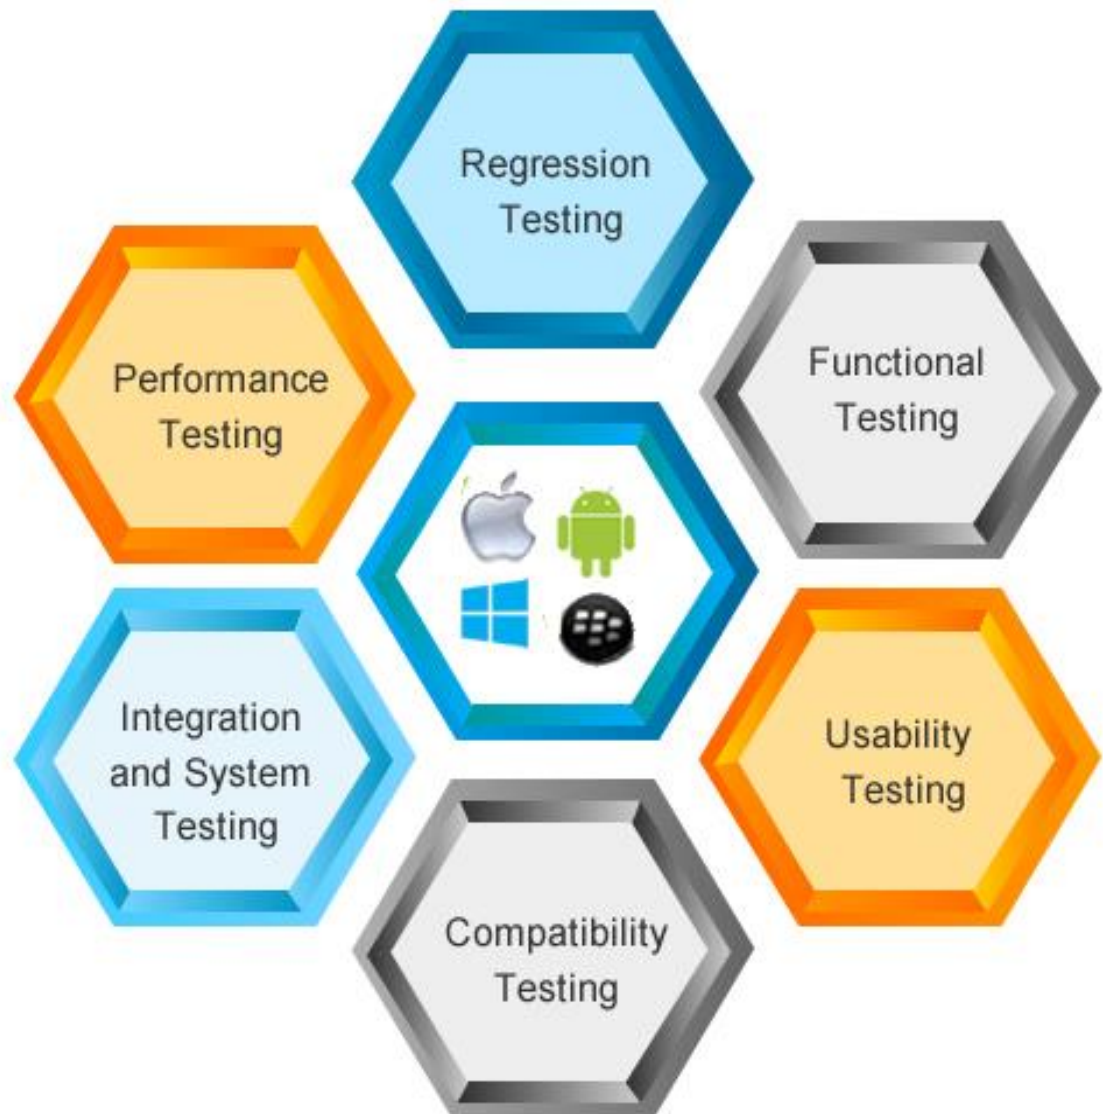 Regression
Testing
Performance
Testing
Functional
Testing
Integration
and System
Testing
Usability
Testing
Compatibility
Testing